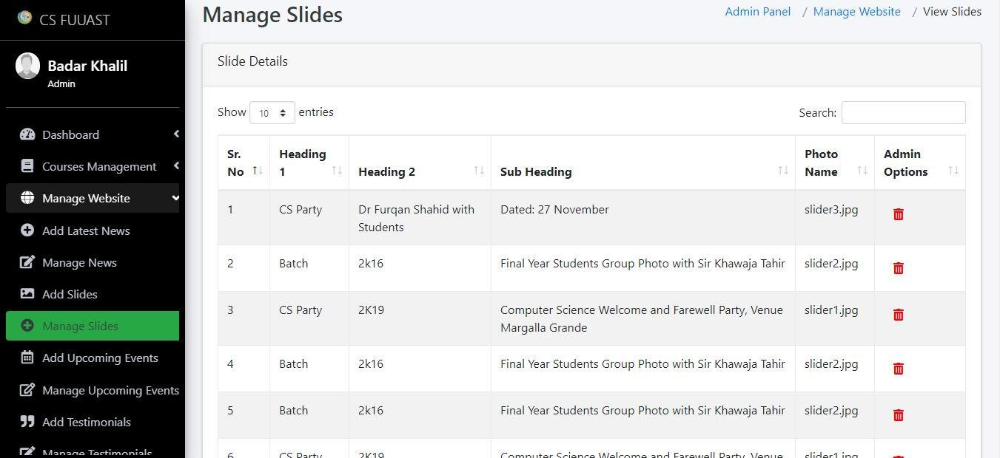 CS FUUAST
Badar Khalil
Admin
Dashboard
Courses Management
Manage Website
Add Latest News
Manage News
Add Slides
Manage Slides
Add Upcoming Events
Manage Upcoming Events
Add Testimonials
Manage Testimonials
Manage Slides
Admin Panel / Manage Website / View Slides
Slide Details
Show 10 entries
Search:
Sr. No Heading 1 Heading 2 Sub Heading Photo Name Admin Options
1 CS Party Dr Furqan Shahid with Dated: 27 November slider3.jpg
Students
2 Batch 2k16 Final Year Students Group Photo with Sir Khawaja Tahir slider2.jpg
3 CS Party 2K19 Computer Science Welcome and Farewell Party, Venue slider1.jpg
Margalla Grande
4 Batch 2k16 Final Year Students Group Photo with Sir Khawaja Tahir slider2.jpg
5 Batch 2k16 Final Year Students Group Photo with Sir Khawaja Tahir slider2.jpg
6 CS Party 2K19 Computer Science Welcome and Farewell Party, Venue slider1.jpg